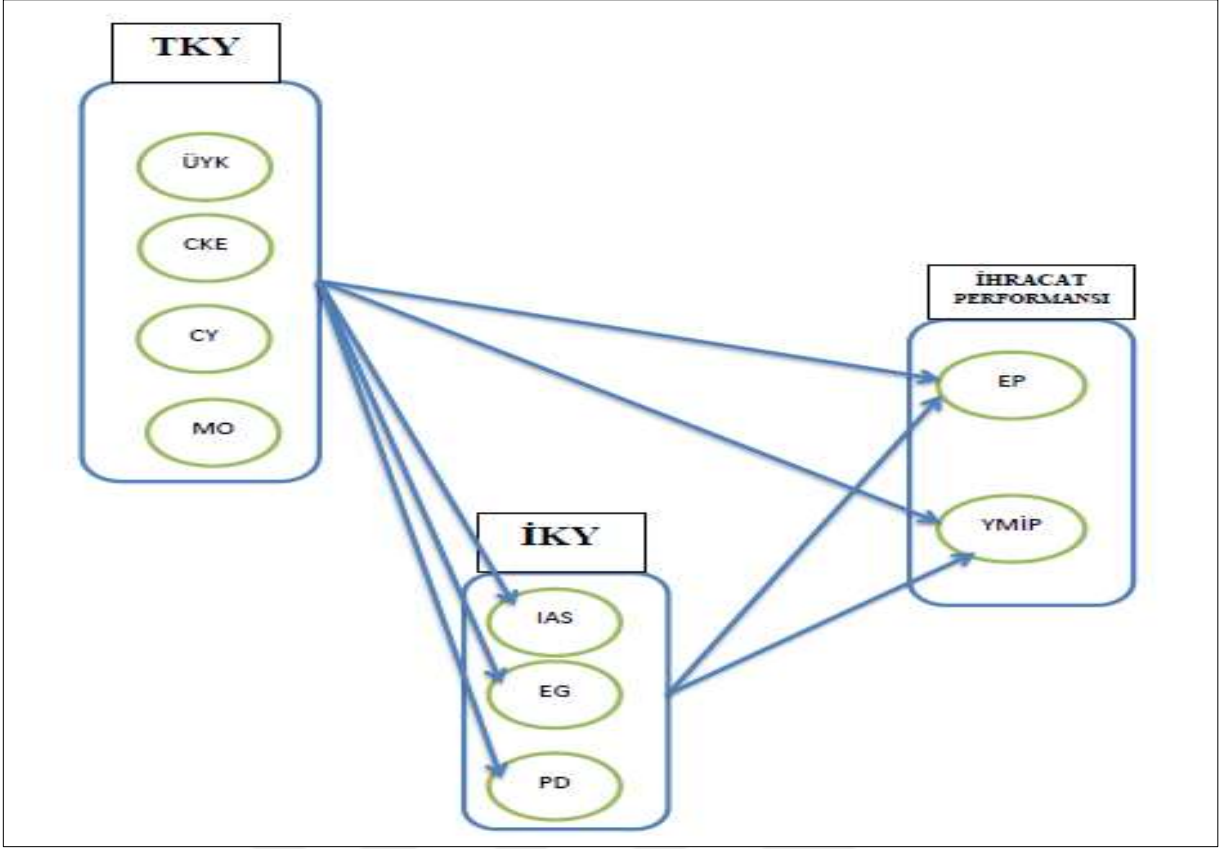 TKY
ÜYK
CKE
CY
MO
İHRACAT
PERFORMANSI
EP
YMİP
İKY
IAS
EG
PD